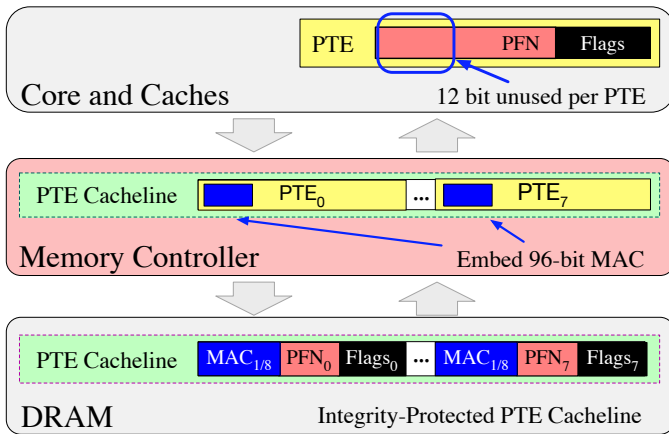 PTE PFN Flags
Core and Caches 12 bit unused per PTE
PTE Cacheline PTE0 ... PTE7
Memory Controller Embed 96-bit MAC
PTE Cacheline MAC1/8 PFN0 Flags0 ... MAC1/8 PFN7 Flags7
DRAM Integrity-Protected PTE Cacheline